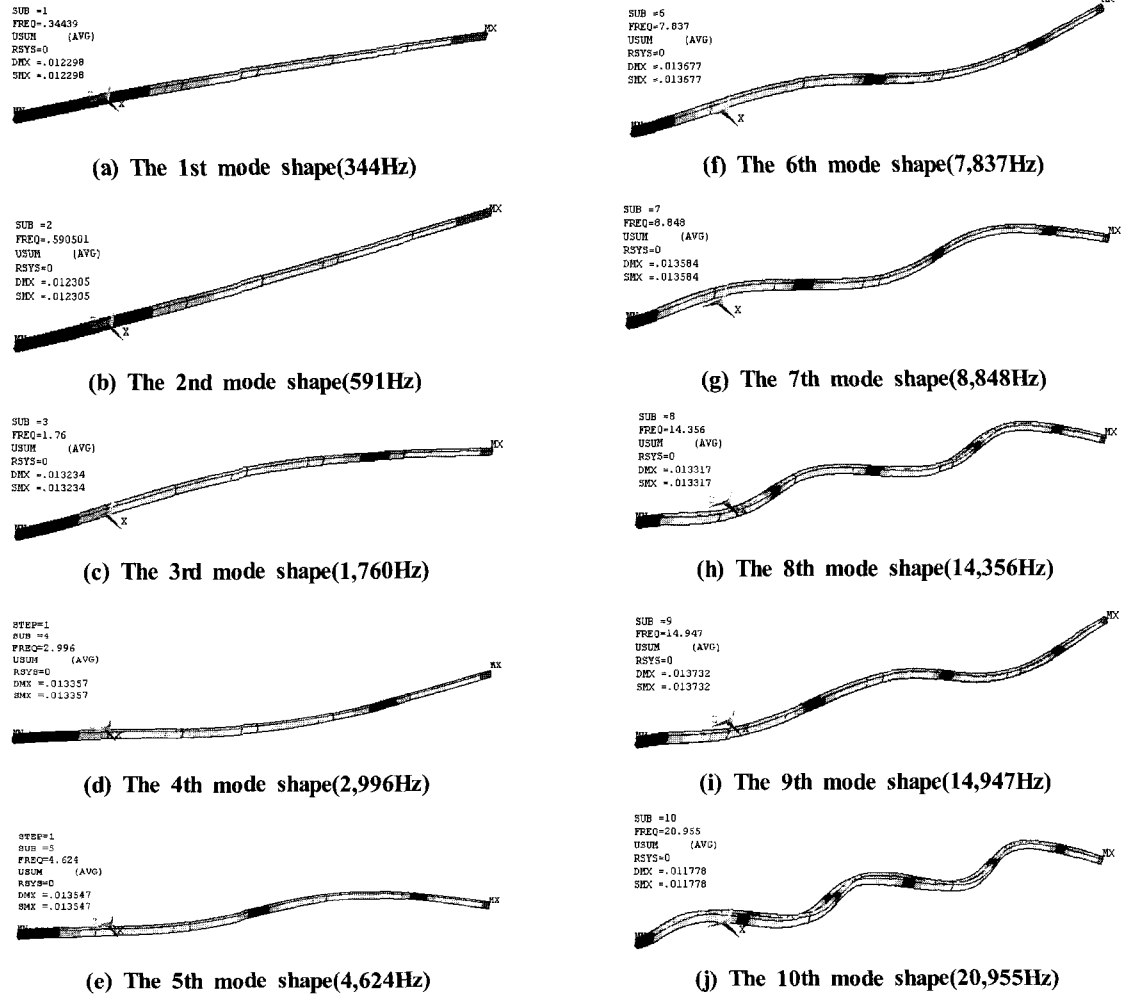 SUB =1
FREQ=.34439
USUM (AVG)
RSYS=0
DMX =.012298
SMX =.012298
MX
X
(a) The 1st mode shape(344Hz)
SUB =2
FREQ=.590501
USUM (AVG)
RSYS=0
DMX =.012305
SMX =.012305
MX
X
(b) The 2nd mode shape(591Hz)
SUB =3
FREQ=1.76
USUM (AVG)
RSYS=0
DMX =.013234
SMX =.013234
MX
X
(c) The 3rd mode shape(1,760Hz)
STEP=1
SUB =4
FREQ=2.996
USUM (AVG)
RSYS=0
DMX =.013357
SMX =.013357
MX
(d) The 4th mode shape(2,996Hz)
STEP=1
SUB =5
FREQ=4.624
USUM (AVG)
RSYS=0
DMX =.013547
SMX =.013547
MX
X
(e) The 5th mode shape(4,624Hz)
SUB =6
FREQ=7.837
USUM (AVG)
RSYS=0
DMX =.013677
SMX =.013677
X
(f) The 6th mode shape(7,837Hz)
SUB =7
FREQ=8.848
USUM (AVG)
RSYS=0
DMX =.013584
SMX =.013584
MX
X
(g) The 7th mode shape(8,848Hz)
SUB =8
FREQ=14.356
USUM (AVG)
RSYS=0
DMX =.013317
SMX =.013317
MX
X
(h) The 8th mode shape(14,356Hz)
SUB =9
FREQ=14.947
USUM (AVG)
RSYS=0
DMX =.013732
SMX =.013732
MX
X
(i) The 9th mode shape(14,947Hz)
SUB =10
FREQ=20.955
USUM (AVG)
RSYS=0
DMX =.011778
SMX =.011778
MX
X
(j) The 10th mode shape(20,955Hz)